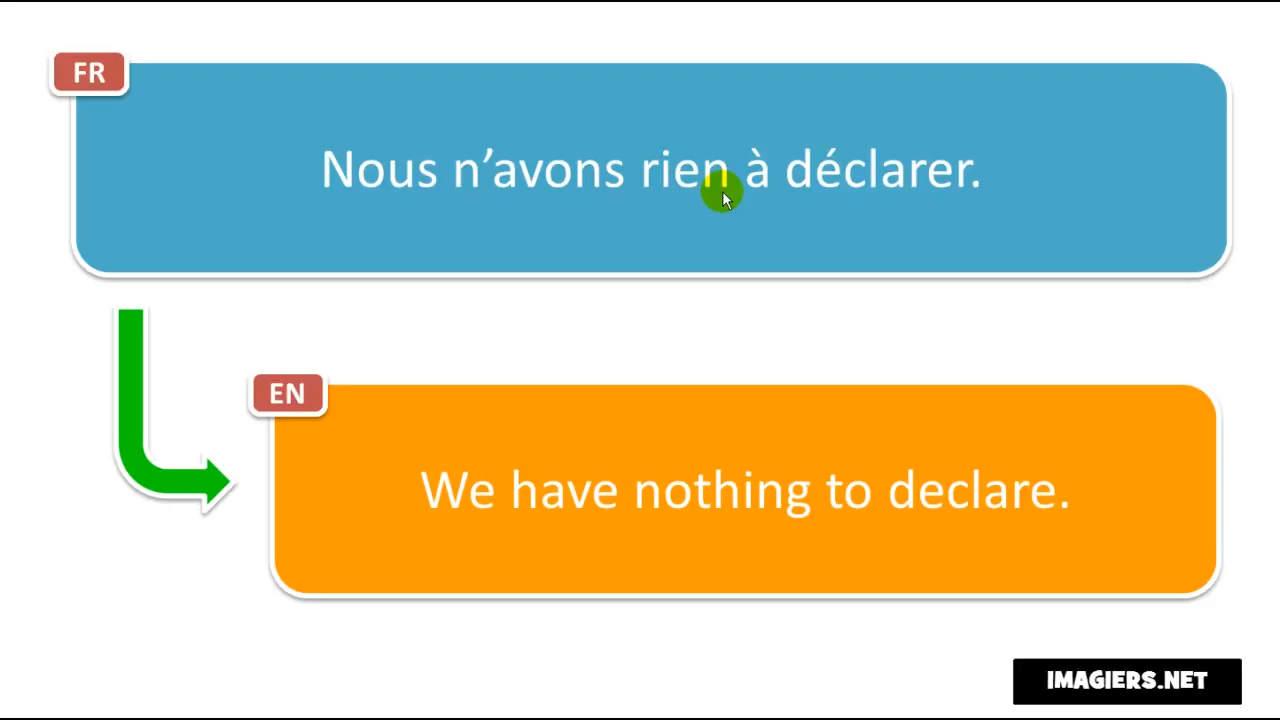 FR
Nous n’avons rien à déclarer.
EN
We have nothing to declare.
IMAGIERS.NET